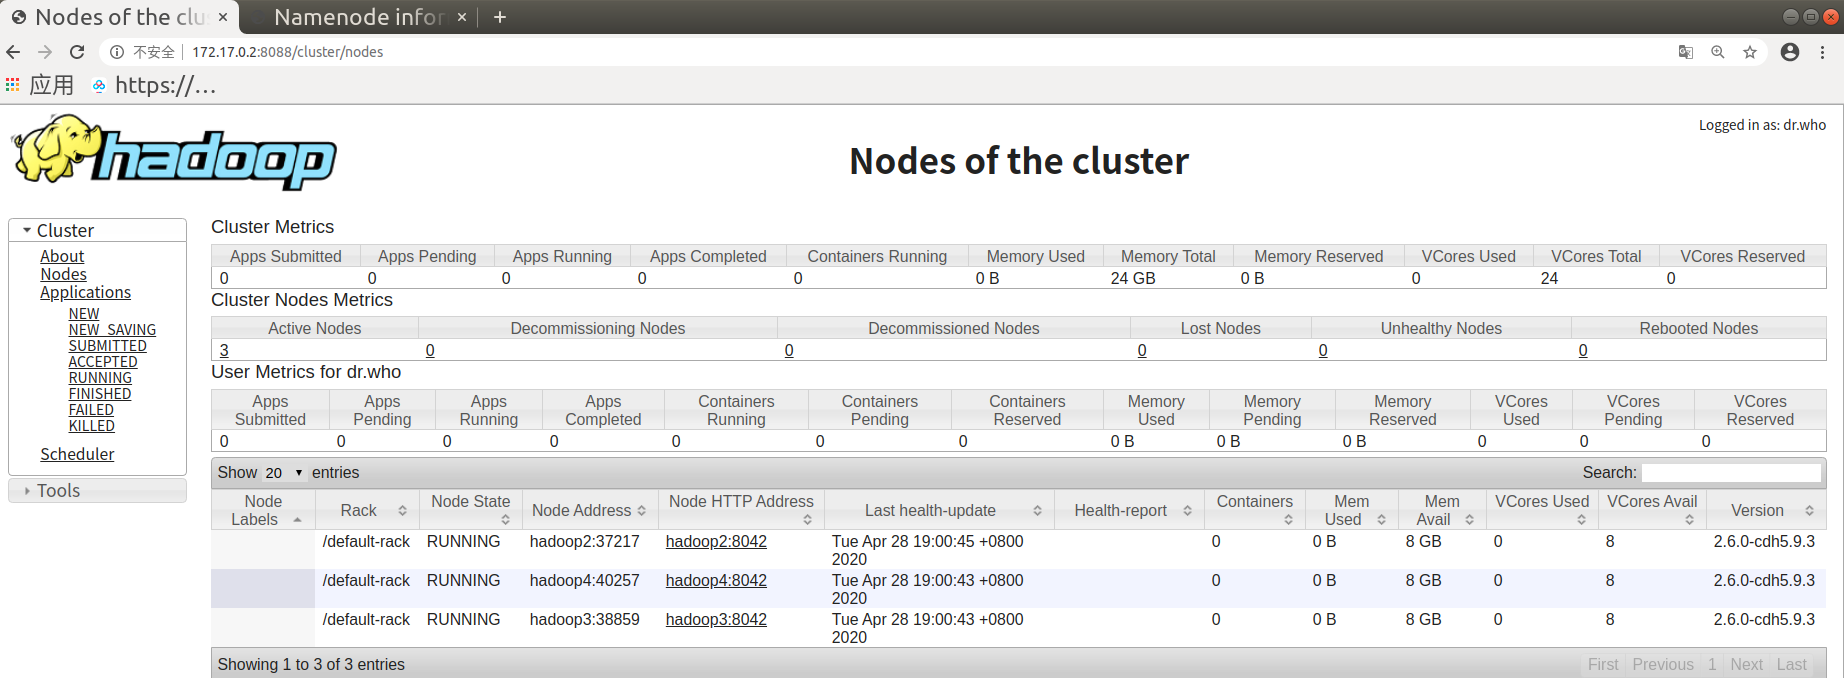 Nodes of the clu
Namenode infor
不安全 172.17.0.2:8088/cluster/nodes
应用 https://...
hadoop
Logged in as: dr.who
Nodes of the cluster
Cluster
About
Nodes
Applications
NEW
NEW_SAVING
SUBMITTED
ACCEPTED
RUNNING
FINISHED
FAILED
KILLED
Scheduler
Tools
Cluster Metrics
Apps Submitted Apps Pending Apps Running Apps Completed Containers Running Memory Used Memory Total Memory Reserved VCores Used VCores Total VCores Reserved
0 0 0 0 0 0 B 24 GB 0 B 0 24 0
Cluster Nodes Metrics
Active Nodes Decommissioning Nodes Decommissioned Nodes Lost Nodes Unhealthy Nodes Rebooted Nodes
3 0 0 0 0 0
User Metrics for dr.who
Apps Submitted Apps Pending Apps Running Apps Completed Containers Running Containers Pending Containers Reserved Memory Used Memory Pending Memory Reserved VCores Used VCores Pending VCores Reserved
0 0 0 0 0 0 0 0 B 0 B 0 B 0 0 0
Show 20 entries Search:
Node Labels Rack Node State Node Address Node HTTP Address Last health-update Health-report Containers Mem Used Mem Avail VCores Used VCores Avail Version
/default-rack RUNNING hadoop2:37217 hadoop2:8042 Tue Apr 28 19:00:45 +0800 2020 0 0 B 8 GB 0 8 2.6.0-cdh5.9.3
/default-rack RUNNING hadoop4:40257 hadoop4:8042 Tue Apr 28 19:00:43 +0800 2020 0 0 B 8 GB 0 8 2.6.0-cdh5.9.3
/default-rack RUNNING hadoop3:38859 hadoop3:8042 Tue Apr 28 19:00:43 +0800 2020 0 0 B 8 GB 0 8 2.6.0-cdh5.9.3
Showing 1 to 3 of 3 entries First Previous 1 Next Last